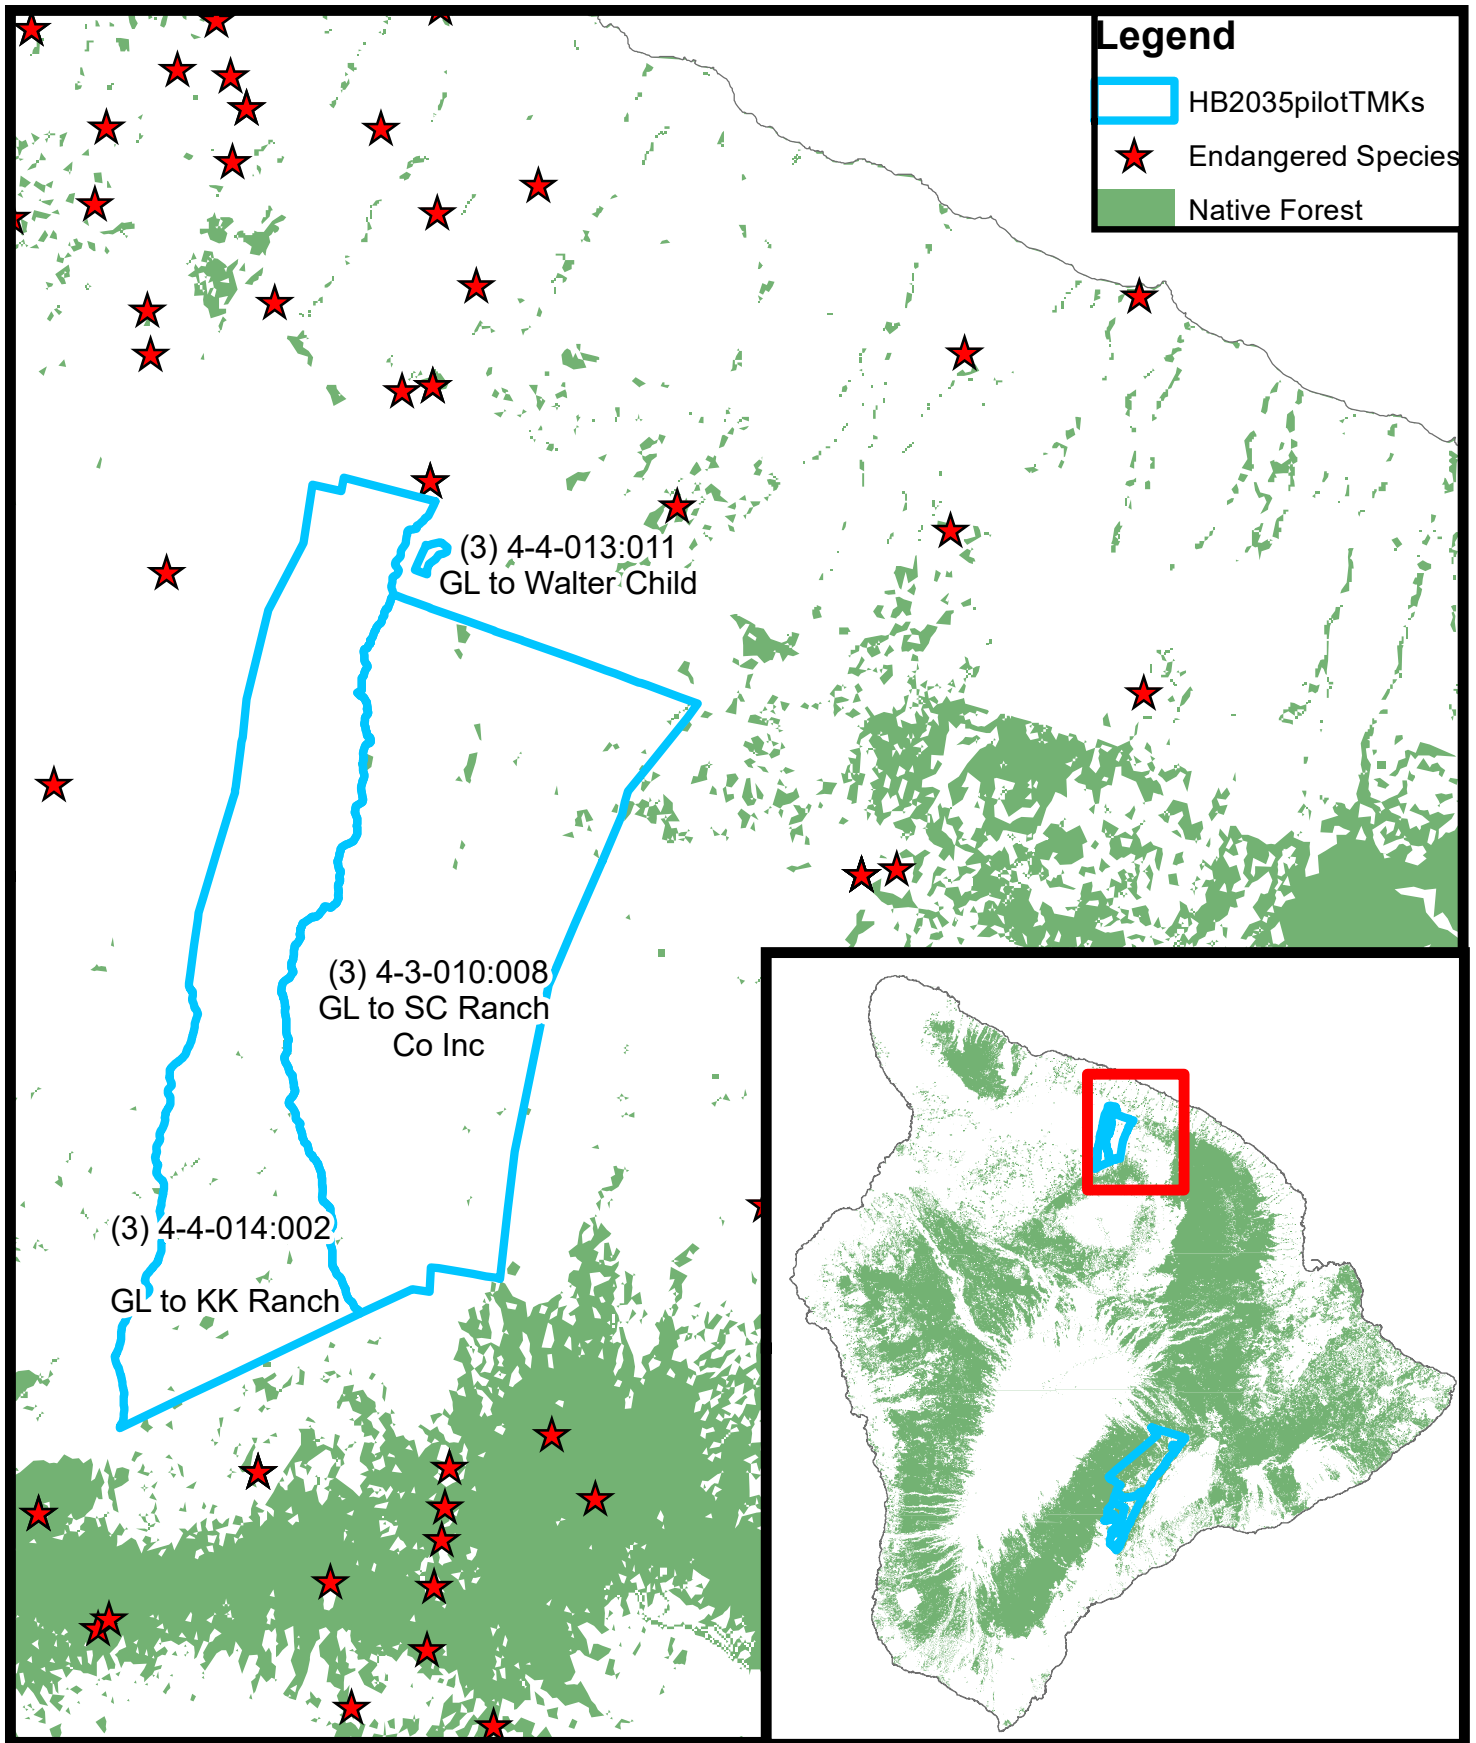 Legend
HB2035pilotTMKs
Endangered Species
Native Forest
(3) 4-4-013:011
GL to Walter Child
(3) 4-3-010:008
GL to SC Ranch
Co Inc
(3) 4-4-014:002
GL to KK Ranch